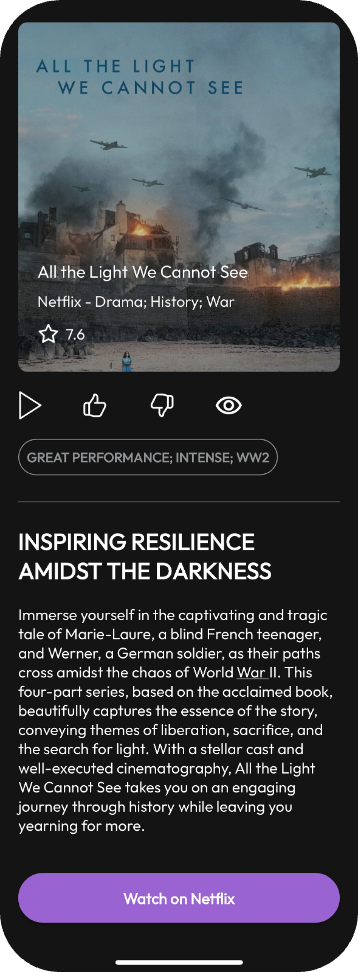 ALL THE LIGHT
WE CANNOT SEE
All the Light We Cannot See
Netflix - Drama; History; War
7.6
GREAT PERFORMANCE; INTENSE; WW2
INSPIRING RESILIENCE
AMIDST THE DARKNESS
Immerse yourself in the captivating and tragic
tale of Marie-Laure, a blind French teenager,
and Werner, a German soldier, as their paths
cross amidst the chaos of World War II. This
four-part series, based on the acclaimed book,
beautifully captures the essence of the story,
conveying themes of liberation, sacrifice, and
the search for light. With a stellar cast and
well-executed cinematography, All the Light
We Cannot See takes you on an engaging
journey through history while leaving you
yearning for more.
Watch on Netflix